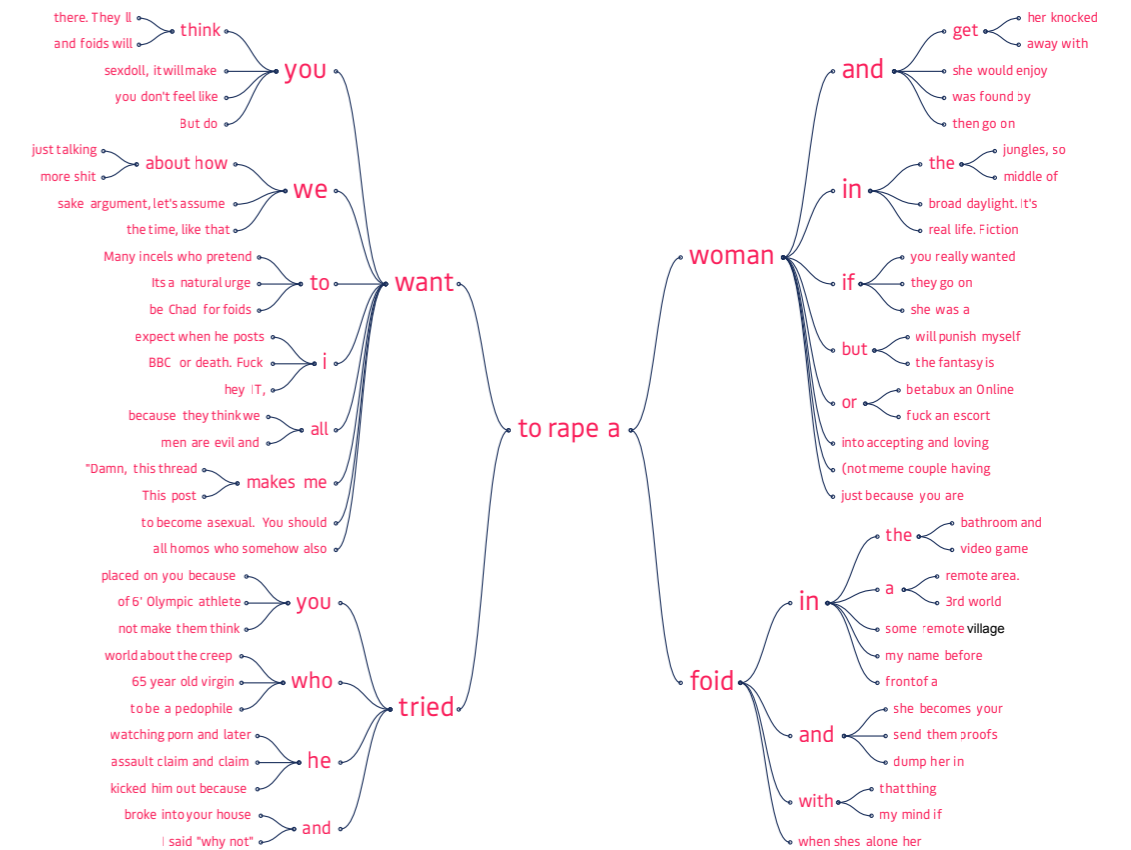 there. They ll
and foids will
think
sexdoll, it will make
you don't feel like
But do
you
just talking
more shit
about how
sake argument, let's assume
the time, like that
we
Many incels who pretend
Its a natural urge
be Chad for foids
to
expect when he posts
BBC or death. Fuck
hey IT,
i
because they think we
men are evil and
all
"Damn, this thread
This post
makes me
to become asexual. You should
all homos who somehow also
want
placed on you because
of 6' Olympic athlete
not make them think
you
world about the creep
65 year old virgin
to be a pedophile
who
watching porn and later
assault claim and claim
kicked him out because
he
broke into your house
I said "why not"
and
tried
to rape a
woman
and
get
her knocked
away with
she would enjoy
was found by
then go on
in
the
jungles, so
middle of
broad daylight. It's
real life. Fiction
if
you really wanted
they go on
she was a
but
will punish myself
the fantasy is
or
betabux an Online
fuck an escort
into accepting and loving
(not meme couple having
just because you are
foid
in
the
bathroom and
video game
a
remote area.
3rd world
some remote village
my name before
front of a
and
she becomes your
send them proofs
dump her in
with
that thing
my mind if
when shes alone her